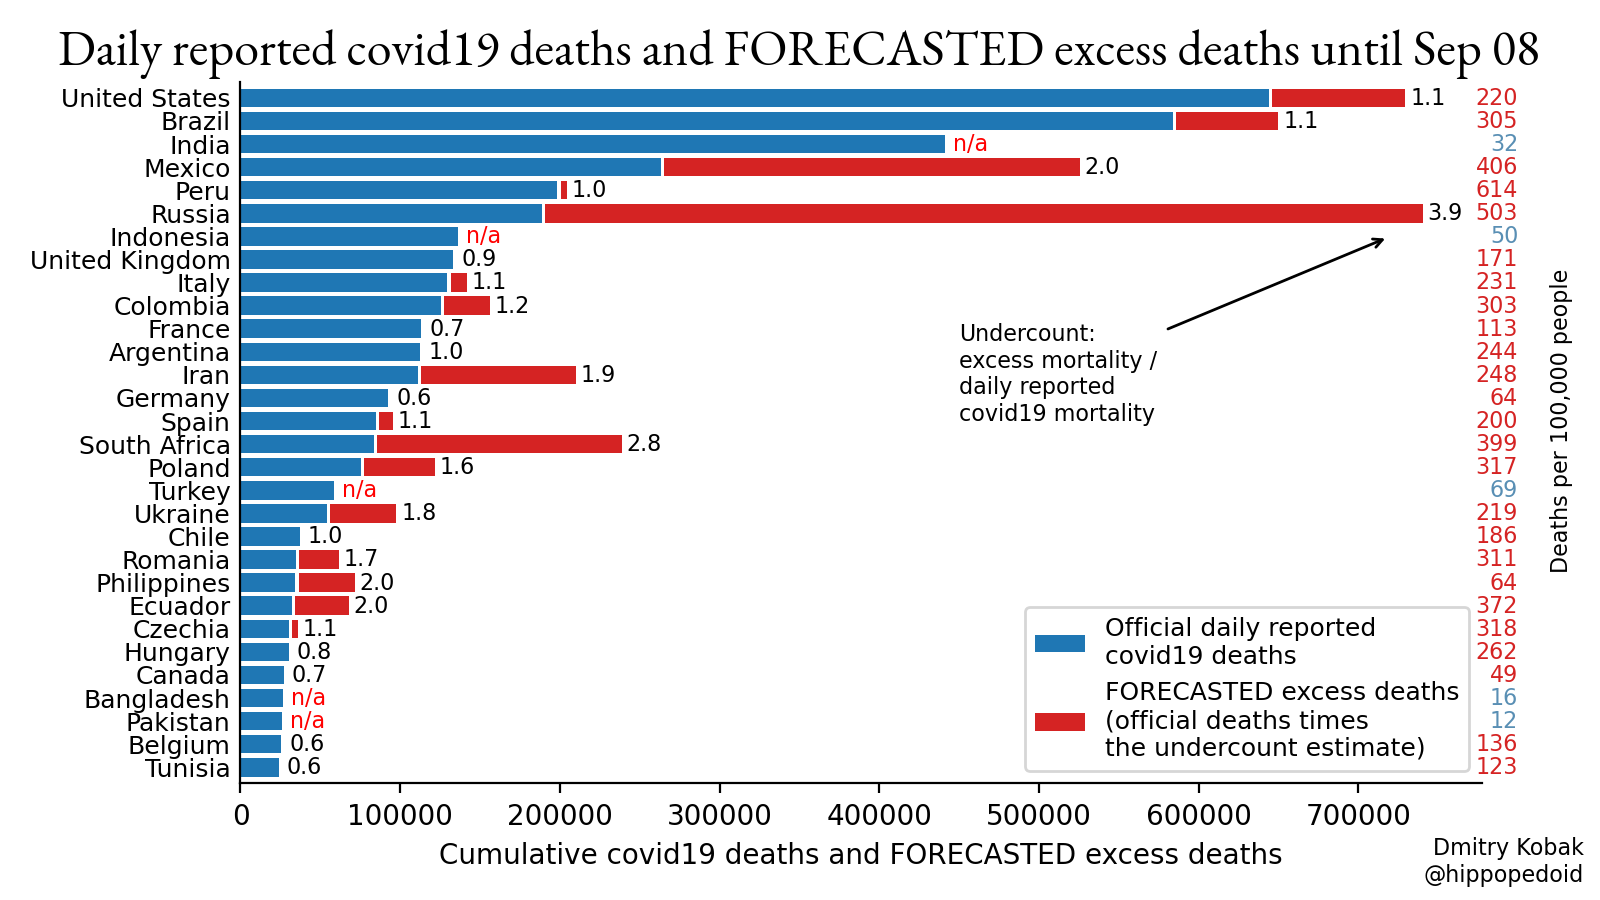 Daily reported covid19 deaths and FORECASTED excess deaths until Sep 08
United States 1.1 220
Brazil 1.1 305
India n/a 32
Mexico 2.0 406
Peru 1.0 614
Russia 3.9 503
Indonesia n/a 50
United Kingdom 0.9 171
Italy 1.1 231
Colombia 1.2 303
France 0.7 113
Argentina 1.0 244
Iran 1.9 248
Germany 0.6 64
Spain 1.1 200
South Africa 2.8 399
Poland 1.6 317
Turkey n/a 69
Ukraine 1.8 219
Chile 1.0 186
Romania 1.7 311
Philippines 2.0 64
Ecuador 2.0 372
Czechia 1.1 318
Hungary 0.8 262
Canada 0.7 49
Bangladesh n/a 16
Pakistan n/a 12
Belgium 0.6 136
Tunisia 0.6 123
Undercount:
excess mortality /
daily reported
covid19 mortality
Deaths per 100,000 people
Official daily reported
covid19 deaths
FORECASTED excess deaths
(official deaths times
the undercount estimate)
0 100000 200000 300000 400000 500000 600000 700000
Cumulative covid19 deaths and FORECASTED excess deaths
Dmitry Kobak
@hippopedoid